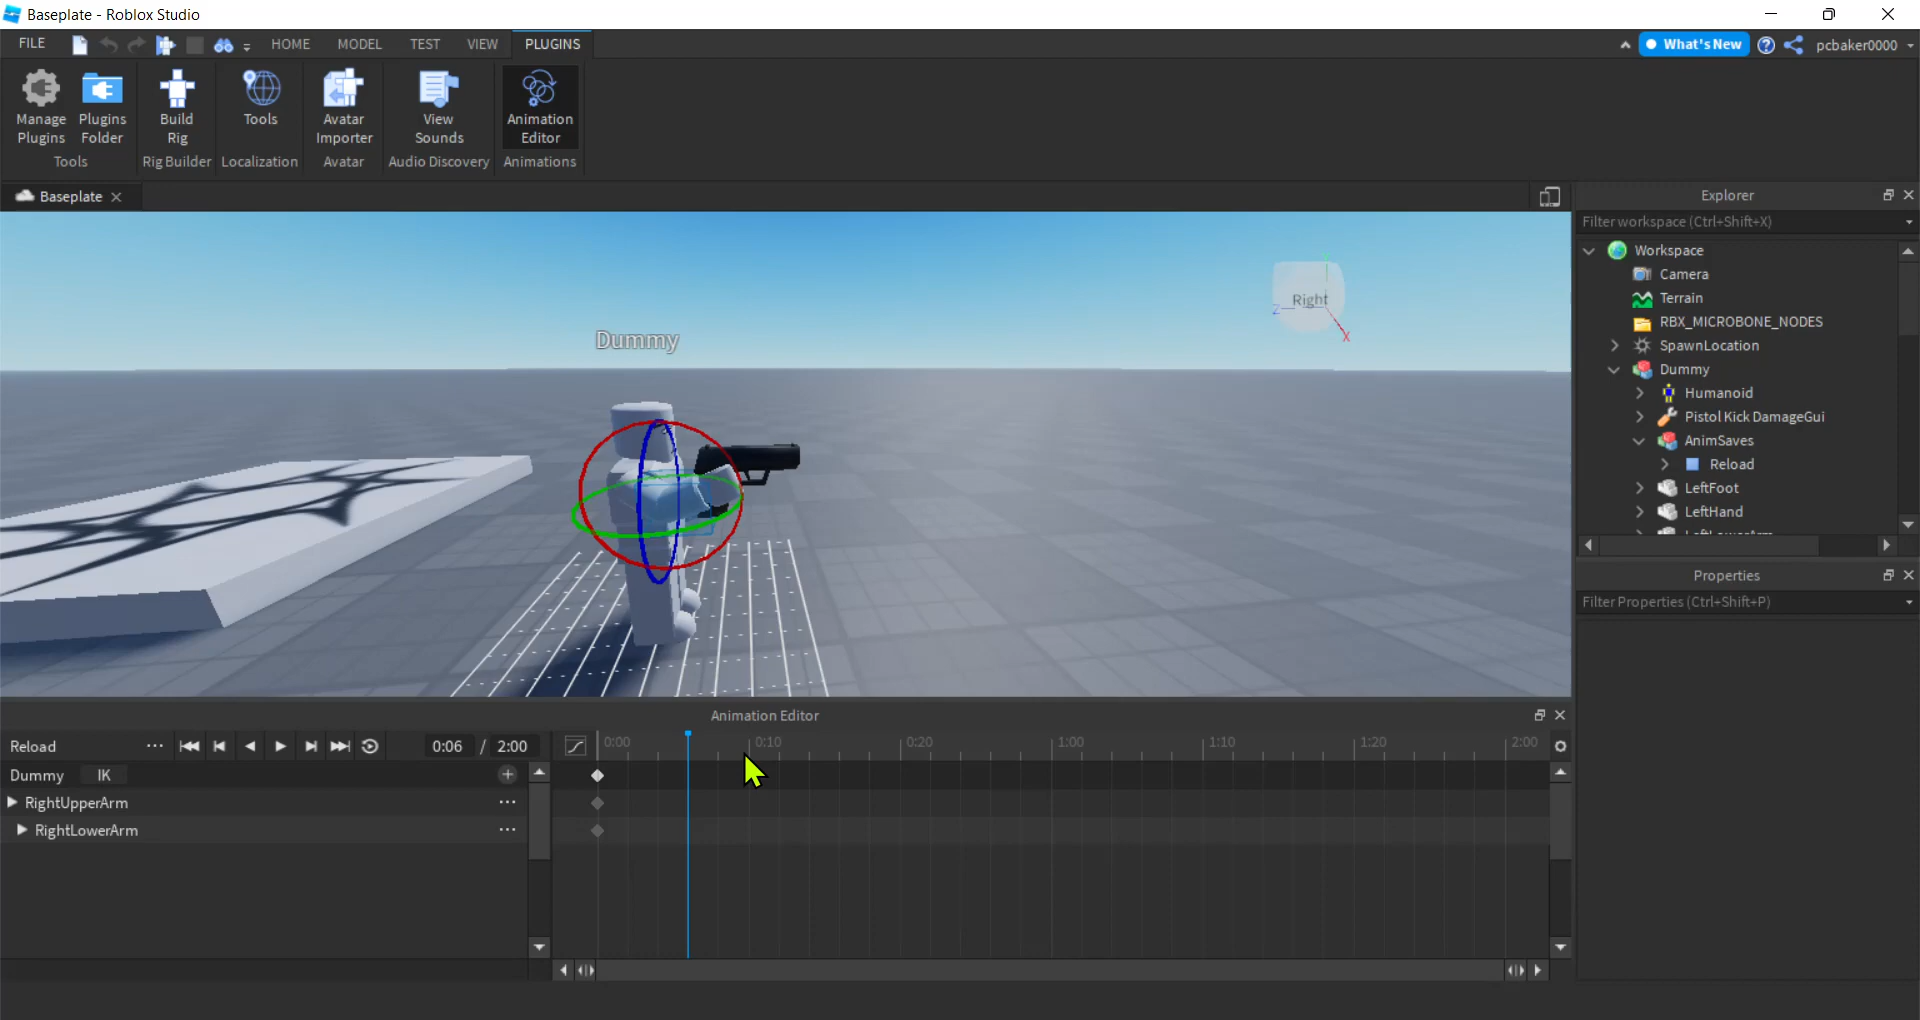 Baseplate - Roblox Studio
FILE HOME MODEL TEST VIEW PLUGINS What's New pcbaker0000
Manage Plugins Plugins Folder Build Rig Tools Avatar Importer View Sounds Animation Editor
Tools Rig Builder Localization Avatar Audio Discovery Animations
Baseplate
Explorer
Filter workspace (Ctrl+Shift+X)
Workspace
Camera
Terrain
RBX_MICROBONE_NODES
SpawnLocation
Dummy
Humanoid
Pistol Kick DamageGui
AnimSaves
Reload
LeftFoot
LeftHand
LeftLowerArm
Right
Z
X
Dummy
Properties
Filter Properties (Ctrl+Shift+P)
Animation Editor
Reload 0:06 / 2:00 0:00 0:10 0:20 1:00 1:10 1:20 2:00
Dummy IK
RightUpperArm
RightLowerArm